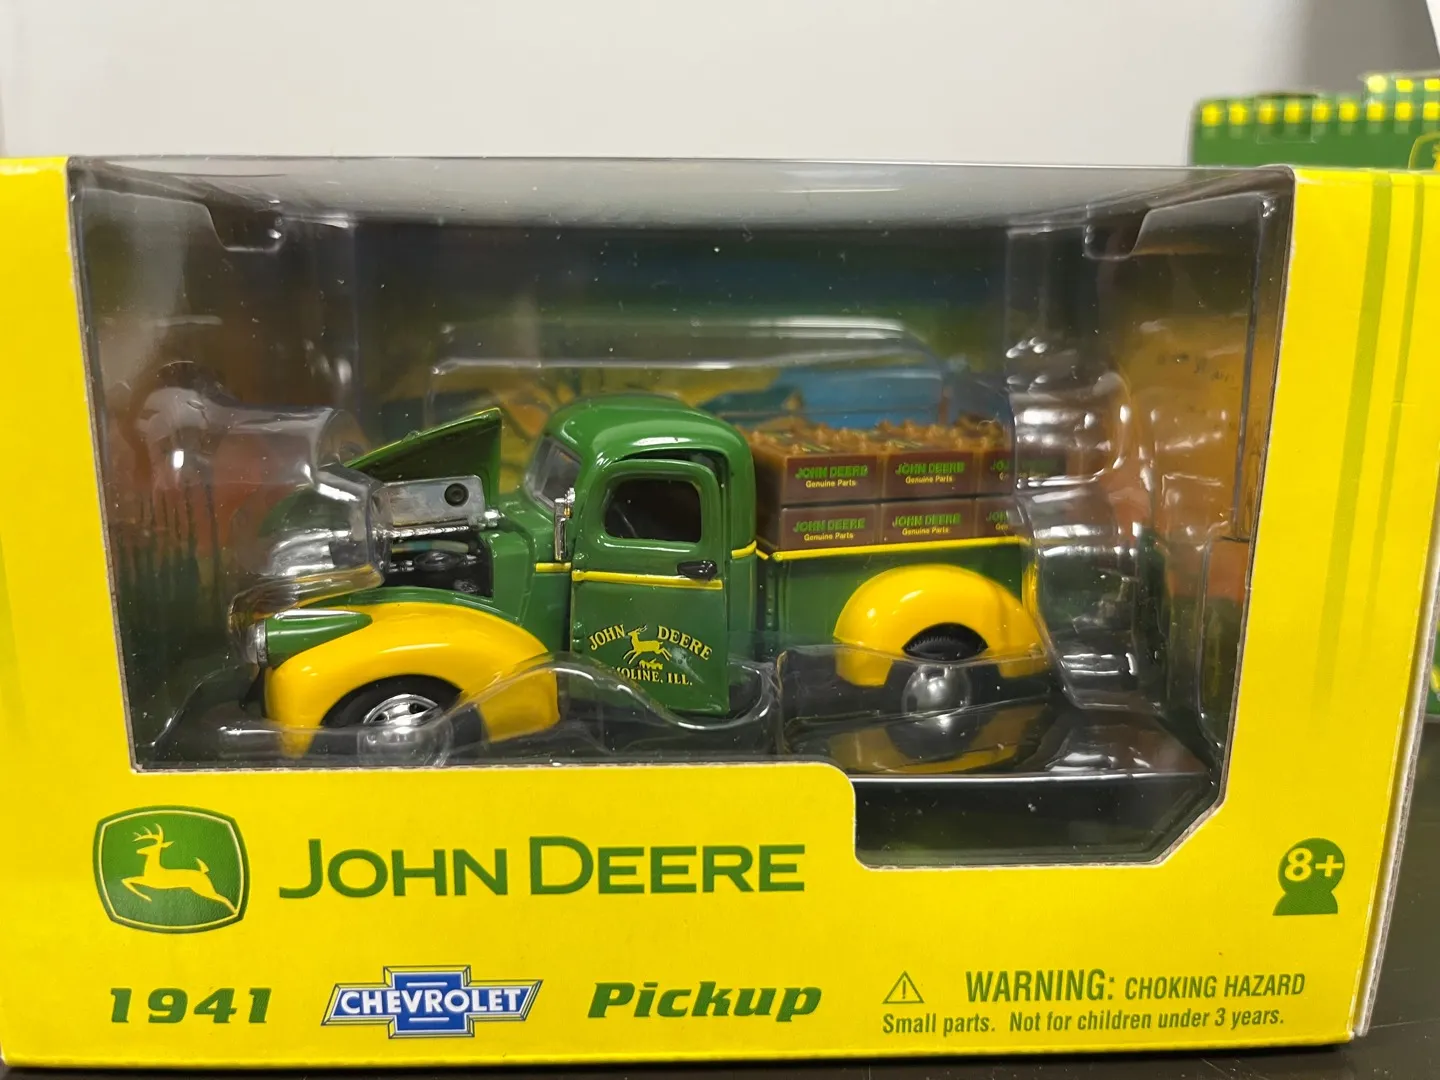 JOHN DEERE
Genuine Parts
JOHN DEERE
Genuine Parts
JOHN DEERE
Genuine Parts
JOHN DEERE
Genuine Parts
JOHN DEERE
ILL.
JOHN DEERE
8+
1941 CHEVROLET Pickup
WARNING: CHOKING HAZARD
Small parts. Not for children under 3 years.